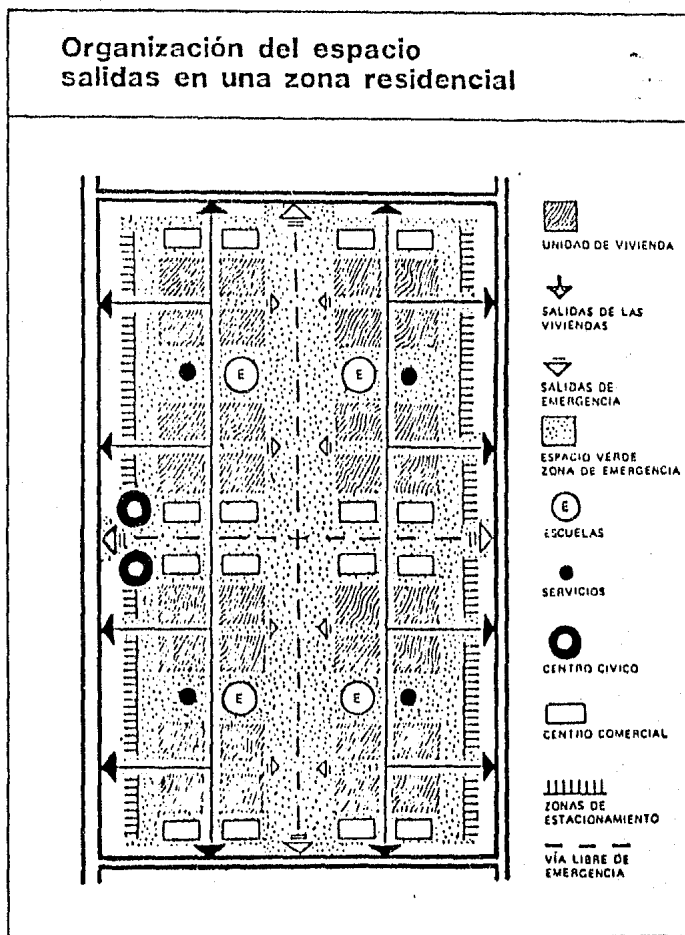 Organización del espacio
salidas en una zona residencial
E
E
E
E
UNIDAD DE VIVIENDA
SALIDAS DE LAS
VIVIENDAS
SALIDAS DE
EMERGENCIA
ESPACIO VERDE
ZONA DE EMERGENCIA
E
ESCUELAS
SERVICIOS
CENTRO CÍVICO
CENTRO COMERCIAL
ZONAS DE
ESTACIONAMIENTO
VÍA LIBRE DE
EMERGENCIA